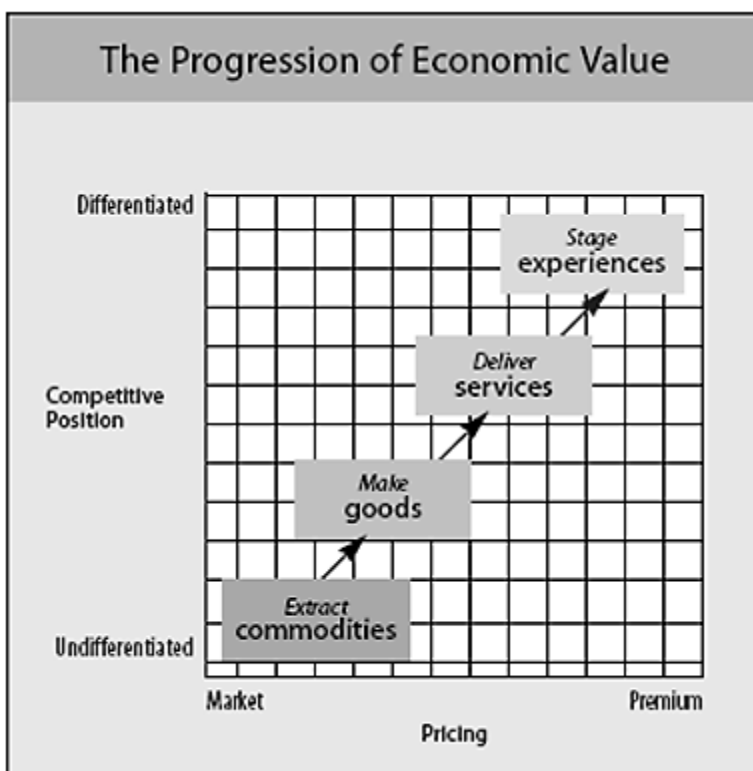 The Progression of Economic Value
Differentiated
Stage
experiences
Deliver
services
Competitive
Position
Make
goods
Extract
commodities
Undifferentiated
Market
Premium
Pricing